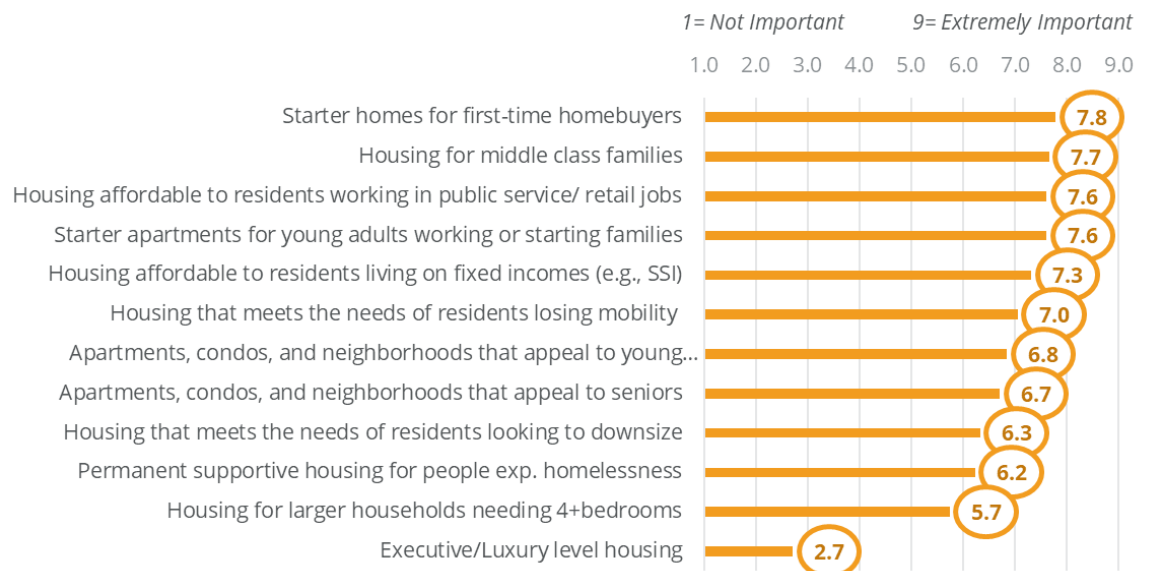 1= Not Important 9= Extremely Important
1.0 2.0 3.0 4.0 5.0 6.0 7.0 8.0 9.0
Starter homes for first-time homebuyers 7.8
Housing for middle class families 7.7
Housing affordable to residents working in public service/ retail jobs 7.6
Starter apartments for young adults working or starting families 7.6
Housing affordable to residents living on fixed incomes (e.g., SSI) 7.3
Housing that meets the needs of residents losing mobility 7.0
Apartments, condos, and neighborhoods that appeal to young... 6.8
Apartments, condos, and neighborhoods that appeal to seniors 6.7
Housing that meets the needs of residents looking to downsize 6.3
Permanent supportive housing for people exp. homelessness 6.2
Housing for larger households needing 4+bedrooms 5.7
Executive/Luxury level housing 2.7